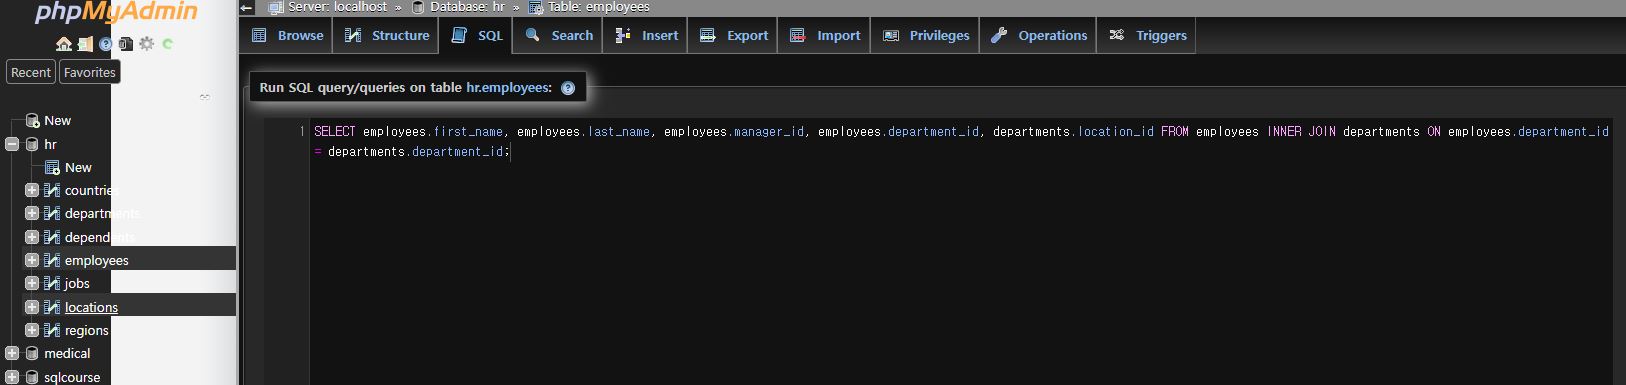 phpMyAdmin
Recent Favorites
New
hr
New
countries
departments
dependents
employees
jobs
locations
regions
medical
sqlcourse
Server: localhost » Database: hr » Table: employees
Browse Structure SQL Search Insert Export Import Privileges Operations Triggers
Run SQL query/queries on table hr.employees:
1 SELECT employees.first_name, employees.last_name, employees.manager_id, employees.department_id, departments.location_id FROM employees INNER JOIN departments ON employees.department_id
= departments.department_id;